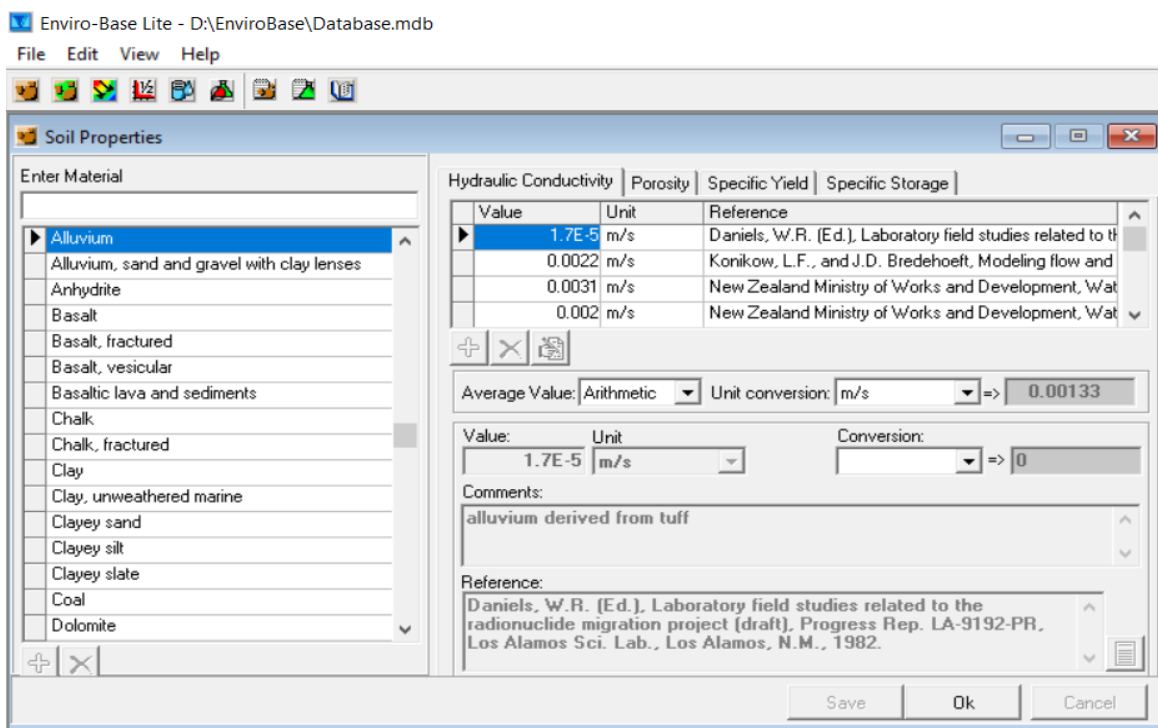 Enviro-Base Lite - D:\EnviroBase\Database.mdb
File Edit View Help
Soil Properties
Enter Material
Alluvium
Alluvium, sand and gravel with clay lenses
Anhydrite
Basalt
Basalt, fractured
Basalt, vesicular
Basaltic lava and sediments
Chalk
Chalk, fractured
Clay
Clay, unweathered marine
Clayey sand
Clayey silt
Clayey slate
Coal
Dolomite
Hydraulic Conductivity Porosity Specific Yield Specific Storage
Value Unit Reference
1.7E-5 m/s Daniels, W.R. (Ed.), Laboratory field studies related to th
0.0022 m/s Konikow, L.F., and J.D. Bredehoeft, Modeling flow and
0.0031 m/s New Zealand Ministry of Works and Development, Wat
0.002 m/s New Zealand Ministry of Works and Development, Wat
Average Value: Arithmetic Unit conversion: m/s => 0.00133
Value: Unit Conversion:
1.7E-5 m/s => 0
Comments:
alluvium derived from tuff
Reference:
Daniels, W.R. (Ed.), Laboratory field studies related to the
radionuclide migration project (draft), Progress Rep. LA-9192-PR,
Los Alamos Sci. Lab., Los Alamos, N.M., 1982.
Save Ok Cancel